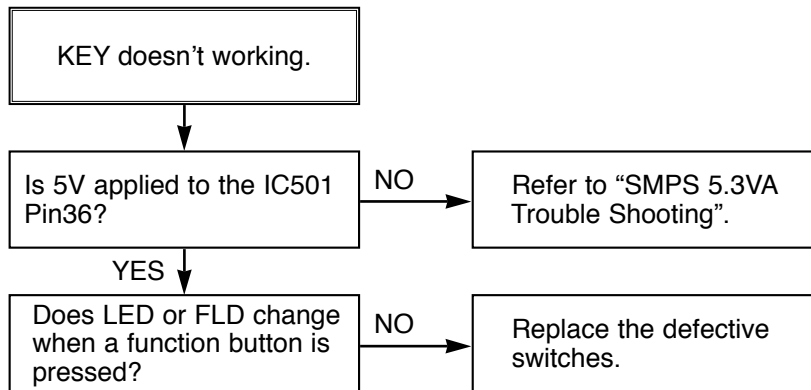 KEY doesn’t working.
Is 5V applied to the IC501
Pin36?
NO
Refer to “SMPS 5.3VA
Trouble Shooting”.
YES
Does LED or FLD change
when a function button is
pressed?
NO
Replace the defective
switches.